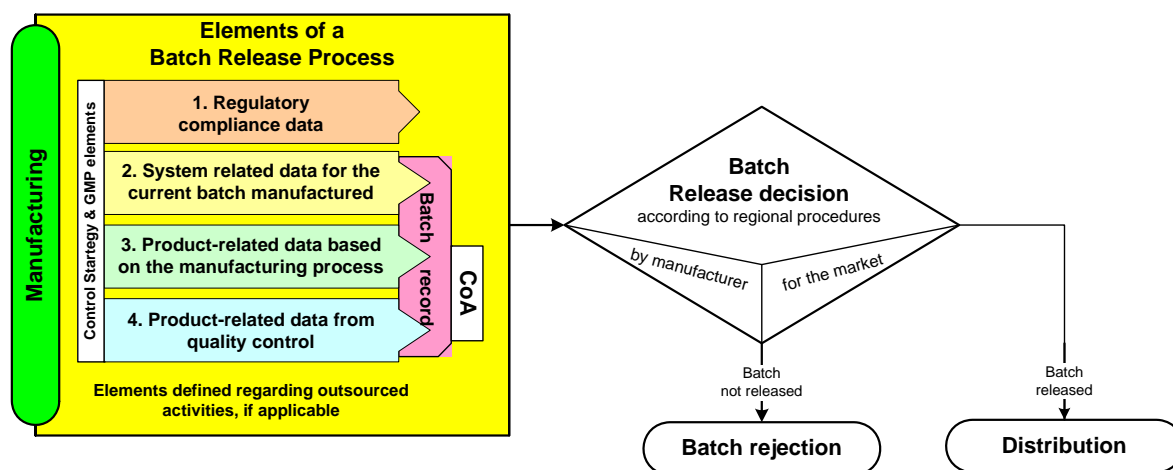 Manufacturing
Elements of a
Batch Release Process
Control Startegy & GMP elements
1. Regulatory
compliance data
2. System related data for the
current batch manufactured
3. Product-related data based
on the manufacturing process
4. Product-related data from
quality control
Batch record
CoA
Elements defined regarding outsourced
activities, if applicable
Batch
Release decision
according to regional procedures
by manufacturer
for the market
Batch
not released
Batch
released
Batch rejection
Distribution